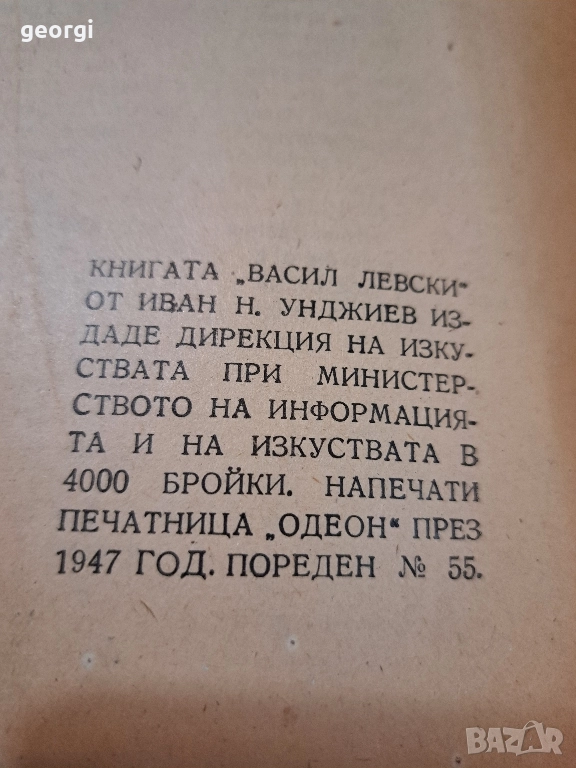 georgi
КНИГАТА „ВАСИЛ ЛЕВСКИ“
ОТ ИВАН Н. УНДЖИЕВ ИЗ-
ДАДЕ ДИРЕКЦИЯ НА ИЗКУ-
СТВАТА ПРИ МИНИСТЕР-
СТВОТО НА ИНФОРМАЦИЯ-
ТА И НА ИЗКУСТВАТА В
4000 БРОЙКИ. НАПЕЧАТИ
ПЕЧАТНИЦА „ОДЕОН“ ПРЕЗ
1947 ГОД. ПОРЕДЕН № 55.
BAZAR